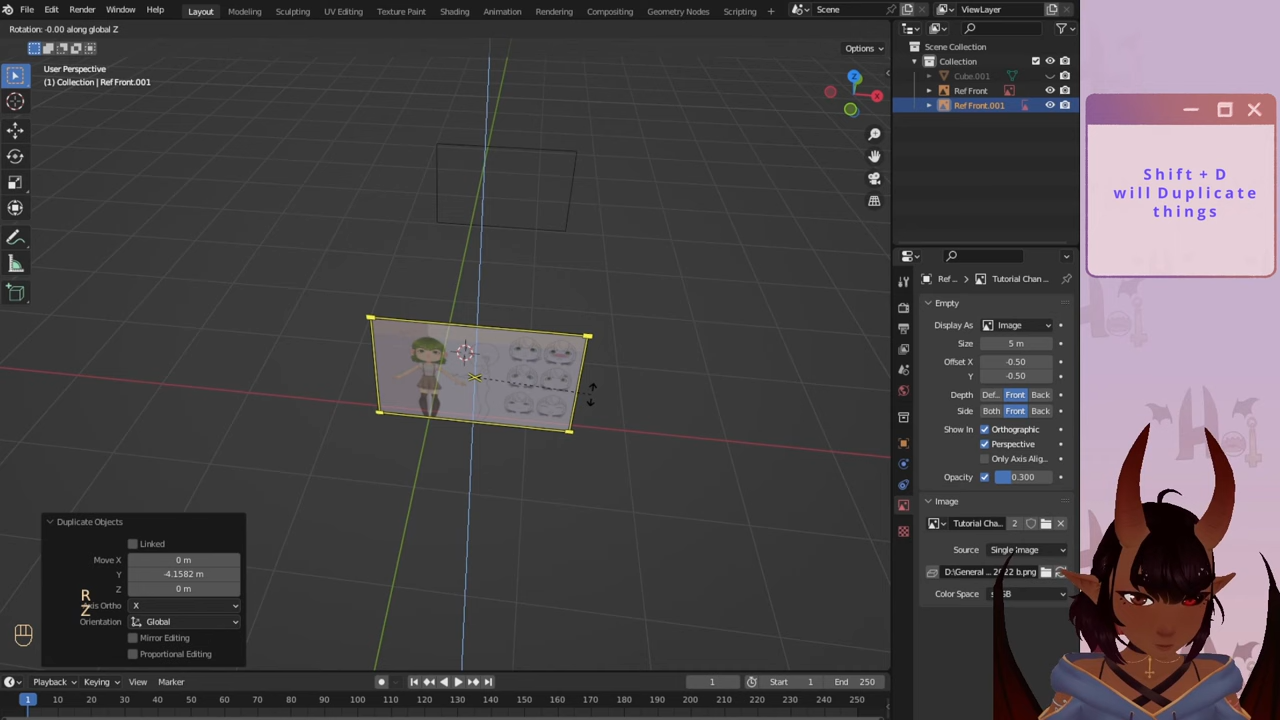 File Edit Render Window Help Layout Modeling Sculpting UV Editing Texture Paint Shading Animation Rendering Compositing Geometry Nodes Scripting + Scene ViewLayer
Rotation: -0.00 along global Z
Options
User Perspective
(1) Collection | Ref Front.001
Z
X
Scene Collection
Collection
Cube.001
Ref Front
Ref Front.001
Shift + D
will Duplicate
things
Ref ... Tutorial Chan
Empty
Display As Image
Size 5 m
Offset X -0.50
Y -0.50
Depth Def... Front Back
Side Both Front Back
Show In Orthographic
Perspective
Only Axis Alig...
Opacity 0.300
Image
Tutorial Cha... 2
Source Single Image
D:\General ... 2022 b.png
Color Space
Duplicate Objects
Linked
Move X 0 m
Y -4.1582 m
Z 0 m
Axis Ortho X
Orientation Global
Mirror Editing
Proportional Editing
R
Z
Playback Keying View Marker 1 Start 1 End 250
1 10 20 30 40 50 60 70 80 90 100 110 120 130 140 150 160 170 180 190 200 210 220 230 240 250